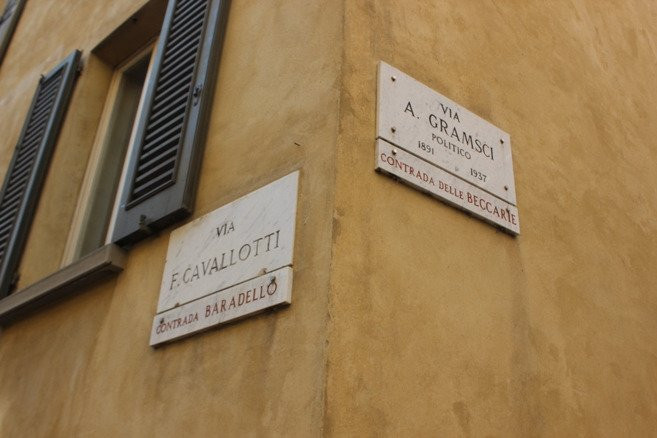 VIA
F. CAVALLOTTI
CONTRADA BARADELLO
VIA
A. GRAMSCI
POLITICO
1891 1937
CONTRADA DELLE BECCARIE